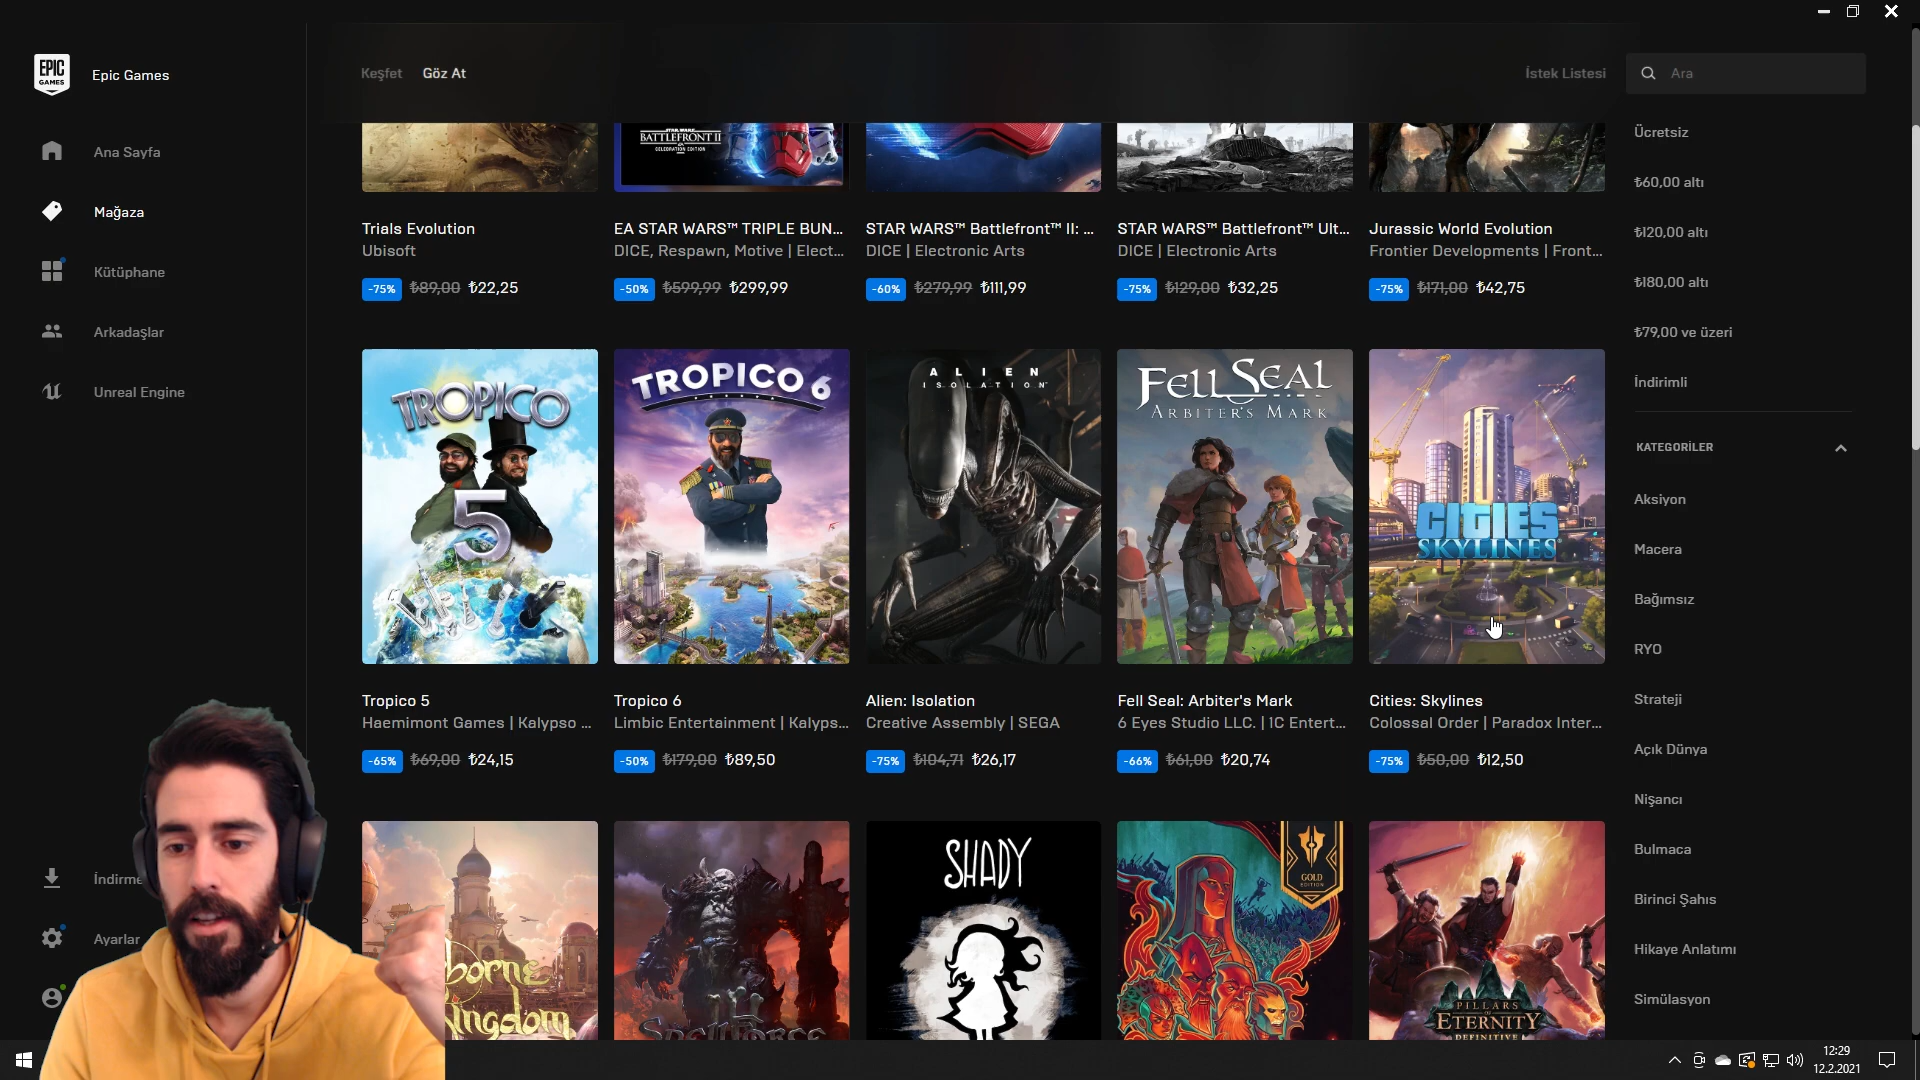 EPIC
GAMES
Epic Games
Keşfet
Göz At
İstek Listesi
Ara
Ana Sayfa
Mağaza
Kütüphane
Arkadaşlar
Unreal Engine
Ayarlar
STAR WARS
BATTLEFRONT II
CELEBRATION EDITION
Trials Evolution
Ubisoft
-75% ₺89,00 ₺22,25
EA STAR WARS™ TRIPLE BUN...
DICE, Respawn, Motive | Elect...
-50% ₺599,99 ₺299,99
STAR WARS™ Battlefront™ II: ...
DICE | Electronic Arts
-60% ₺279,99 ₺111,99
STAR WARS™ Battlefront™ Ult...
DICE | Electronic Arts
-75% ₺129,00 ₺32,25
Jurassic World Evolution
Frontier Developments | Front...
-75% ₺171,00 ₺42,75
TROPICO
5
TROPICO 6
ALIEN
ISOLATION
FELL SEAL
ARBITER'S MARK
CITIES
SKYLINES
Tropico 5
Haemimont Games | Kalypso ...
-65% ₺69,00 ₺24,15
Tropico 6
Limbic Entertainment | Kalyps...
-50% ₺179,00 ₺89,50
Alien: Isolation
Creative Assembly | SEGA
-75% ₺104,71 ₺26,17
Fell Seal: Arbiter's Mark
6 Eyes Studio LLC. | 1C Entert...
-66% ₺61,00 ₺20,74
Cities: Skylines
Colossal Order | Paradox Inter...
-75% ₺50,00 ₺12,50
borne
Kingdom
SPELLFORCE
SHADY
GOLD
EDITION
PILLARS
OF
ETERNITY
DEFINITIVE
Ücretsiz
₺60,00 altı
₺120,00 altı
₺180,00 altı
₺79,00 ve üzeri
İndirimli
KATEGORİLER
Aksiyon
Macera
Bağımsız
RYO
Strateji
Açık Dünya
Nişancı
Bulmaca
Birinci Şahıs
Hikaye Anlatımı
Simülasyon
12:29
12.2.2021